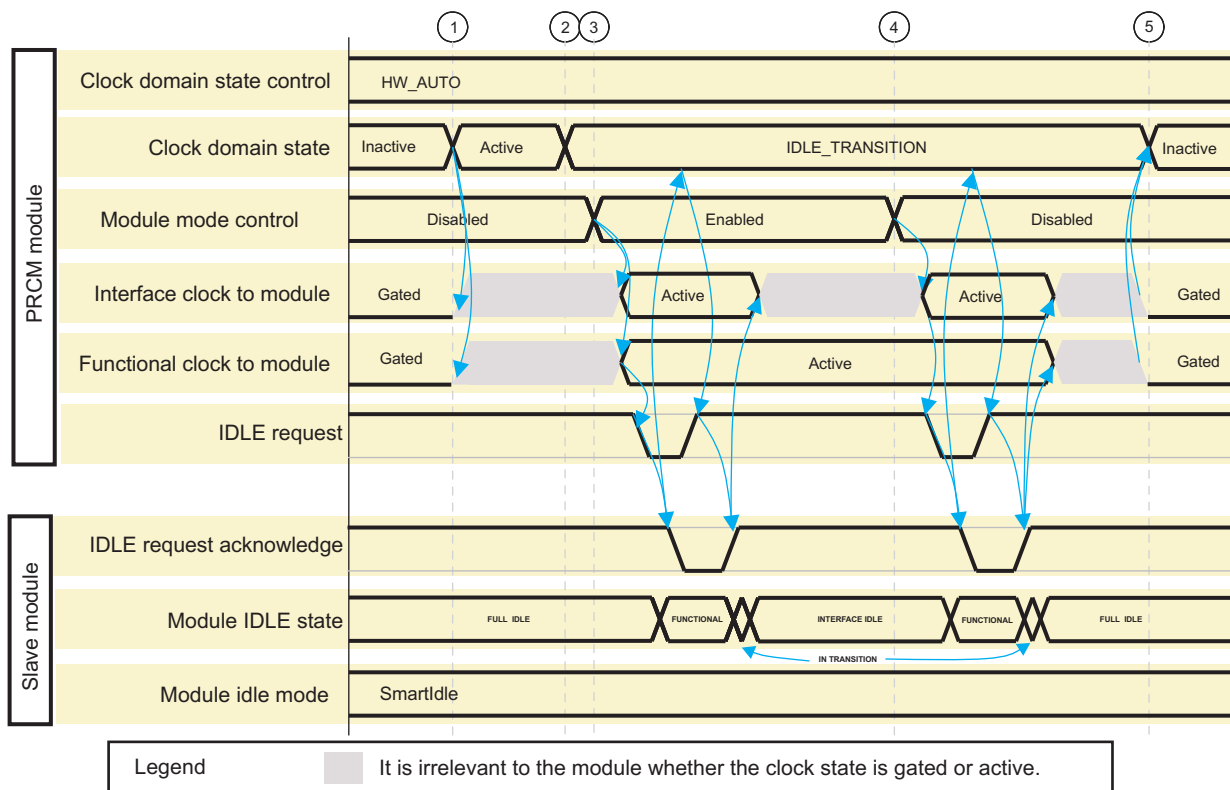 1 2 3 4 5
PRCM module
Clock domain state control
HW_AUTO
Clock domain state
Inactive Active IDLE_TRANSITION Inactive
Module mode control
Disabled Enabled Disabled
Interface clock to module
Gated Active Active Gated
Functional clock to module
Gated Active Gated
IDLE request
Slave module
IDLE request acknowledge
Module IDLE state
FULL IDLE FUNCTIONAL INTERFACE IDLE FUNCTIONAL FULL IDLE
IN TRANSITION
Module idle mode
SmartIdle
Legend
It is irrelevant to the module whether the clock state is gated or active.